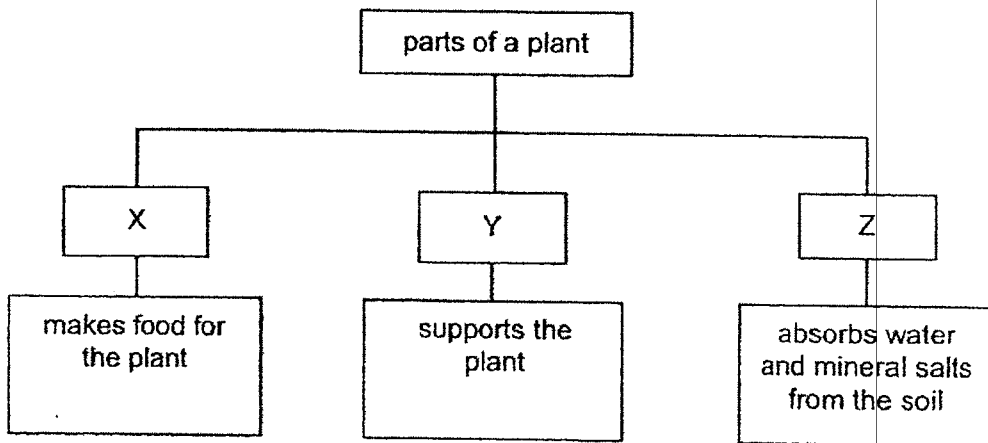 parts of a plant
X
Y
Z
makes food for
the plant
supports the
plant
absorbs water
and mineral salts
from the soil